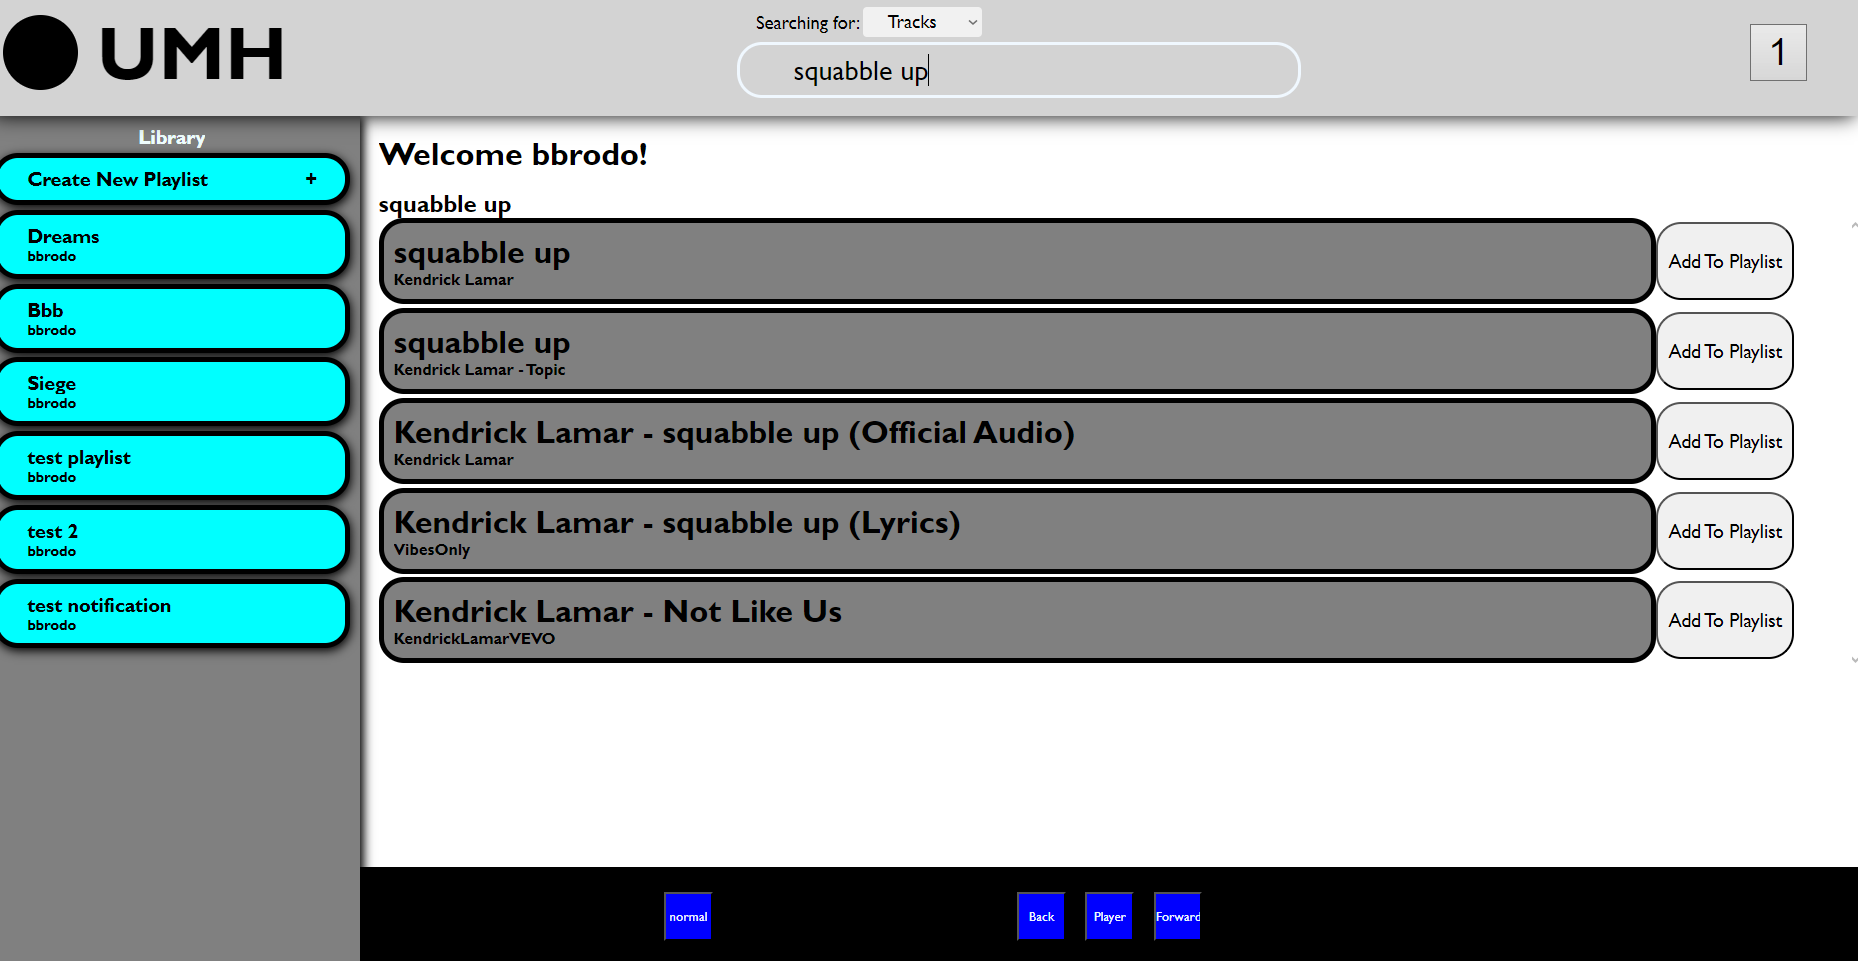 UMH
Searching for: Tracks
squabble up
1
Library
Create New Playlist +
Dreams
bbrodo
Bbb
bbrodo
Siege
bbrodo
test playlist
bbrodo
test 2
bbrodo
test notification
bbrodo
Welcome bbrodo!
squabble up
squabble up
Kendrick Lamar
Add To Playlist
squabble up
Kendrick Lamar - Topic
Add To Playlist
Kendrick Lamar - squabble up (Official Audio)
Kendrick Lamar
Add To Playlist
Kendrick Lamar - squabble up (Lyrics)
VibesOnly
Add To Playlist
Kendrick Lamar - Not Like Us
KendrickLamarVEVO
Add To Playlist
normal
Back
Player
Forward